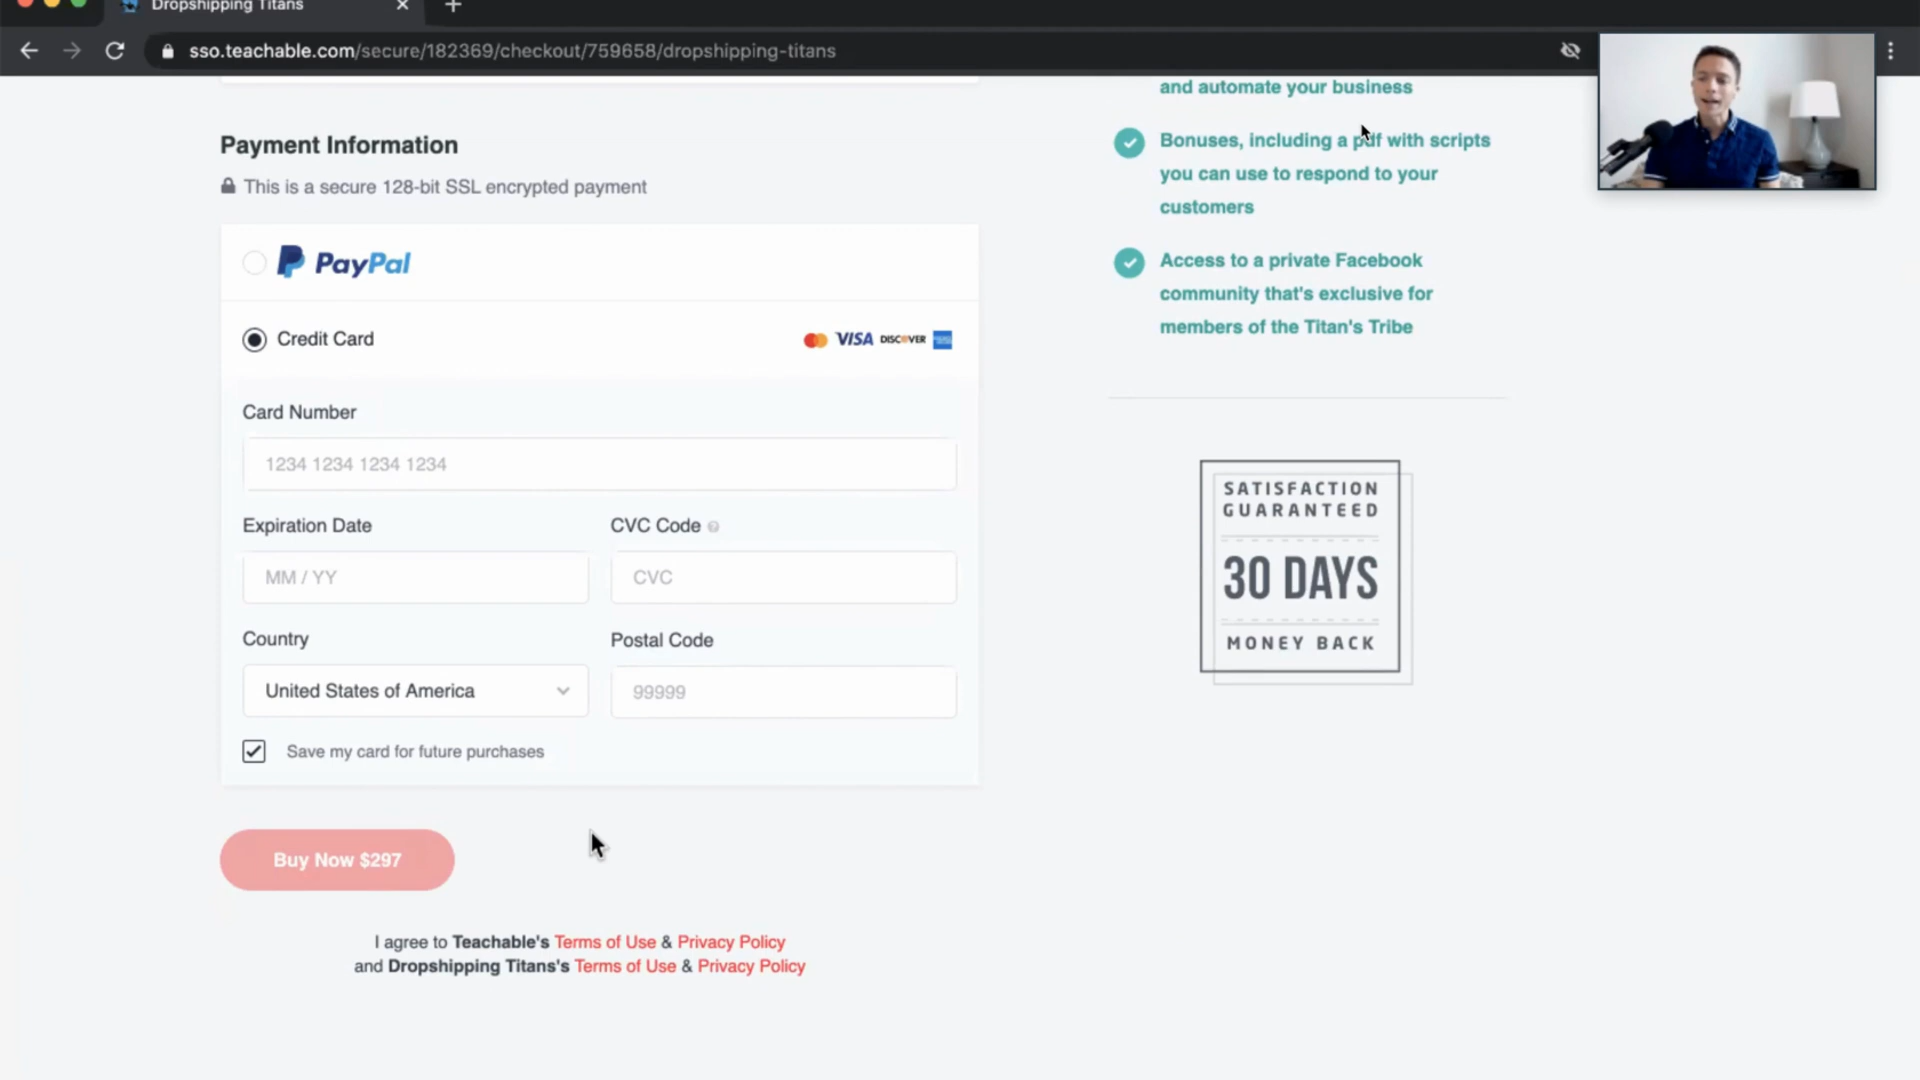 Dropshipping Titans
sso.teachable.com/secure/182369/checkout/759658/dropshipping-titans
and automate your business
Bonuses, including a pdf with scripts
you can use to respond to your
customers
Access to a private Facebook
community that's exclusive for
members of the Titan's Tribe
SATISFACTION
GUARANTEED
30 DAYS
MONEY BACK
Payment Information
This is a secure 128-bit SSL encrypted payment
PayPal
Credit Card
VISA DISCOVER
Card Number
1234 1234 1234 1234
Expiration Date
CVC Code
MM / YY
CVC
Country
Postal Code
United States of America
99999
Save my card for future purchases
Buy Now $297
I agree to Teachable's Terms of Use & Privacy Policy
and Dropshipping Titans's Terms of Use & Privacy Policy